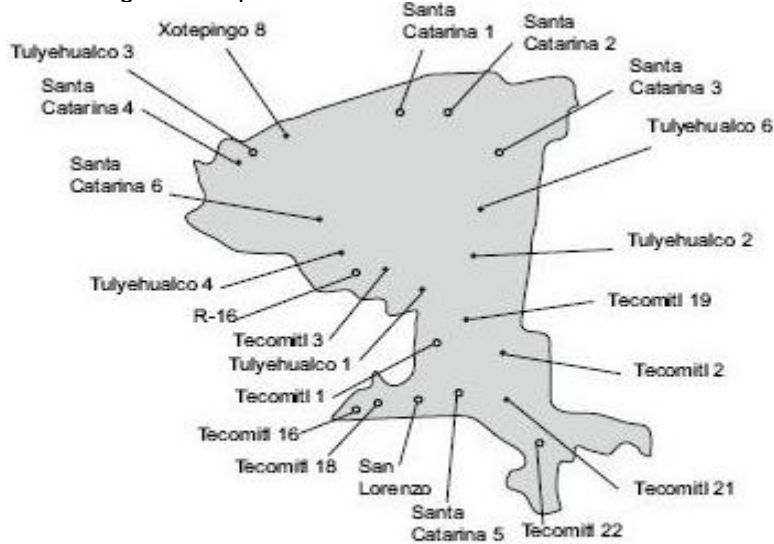 Xotepingo 8
Santa
Catarina 1
Santa
Catarina 2
Tulyehualco 3
Santa
Catarina 4
Santa
Catarina 3
Tulyehualco 6
Santa
Catarina 6
Tulyehualco 2
Tulyehualco 4
R-16
Tecomitl 19
Tecomitl 3
Tulyehualco 1
Tecomitl 2
Tecomitl 1
Tecomitl 16
Tecomitl 18
San
Lorenzo
Tecomitl 21
Santa
Catarina 5
Tecomitl 22